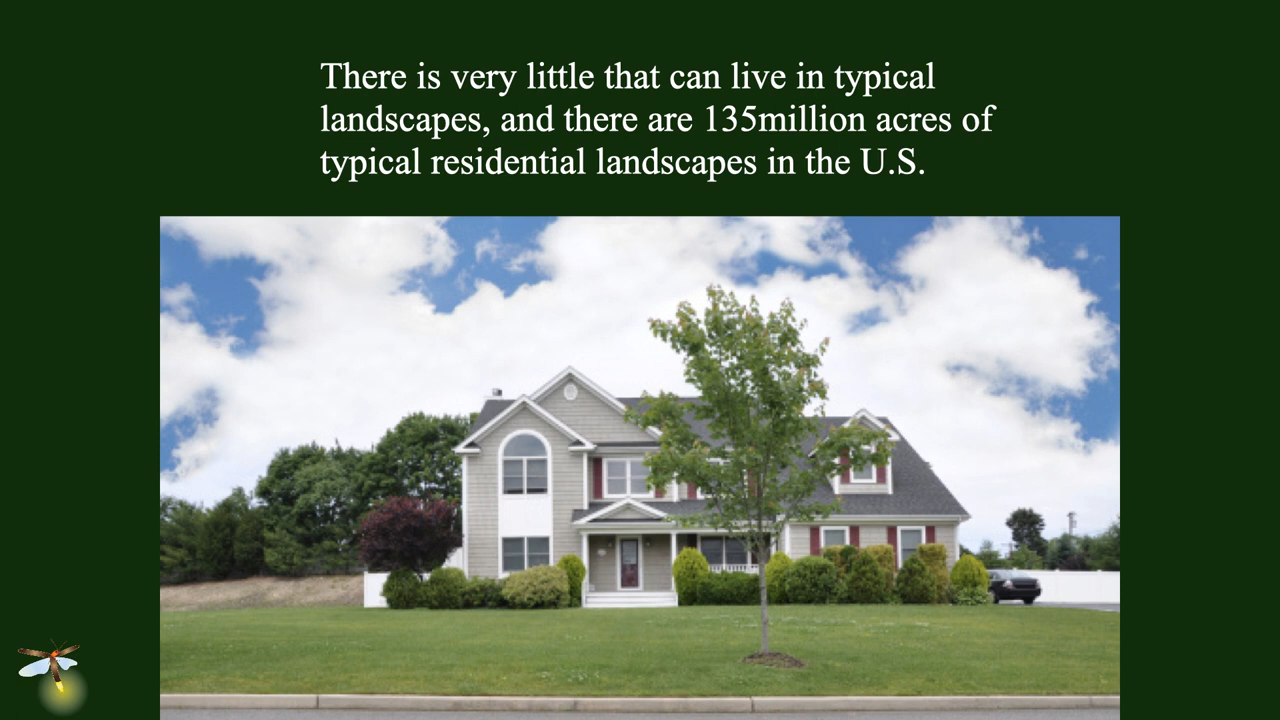 There is very little that can live in typical
landscapes, and there are 135million acres of
typical residential landscapes in the U.S.